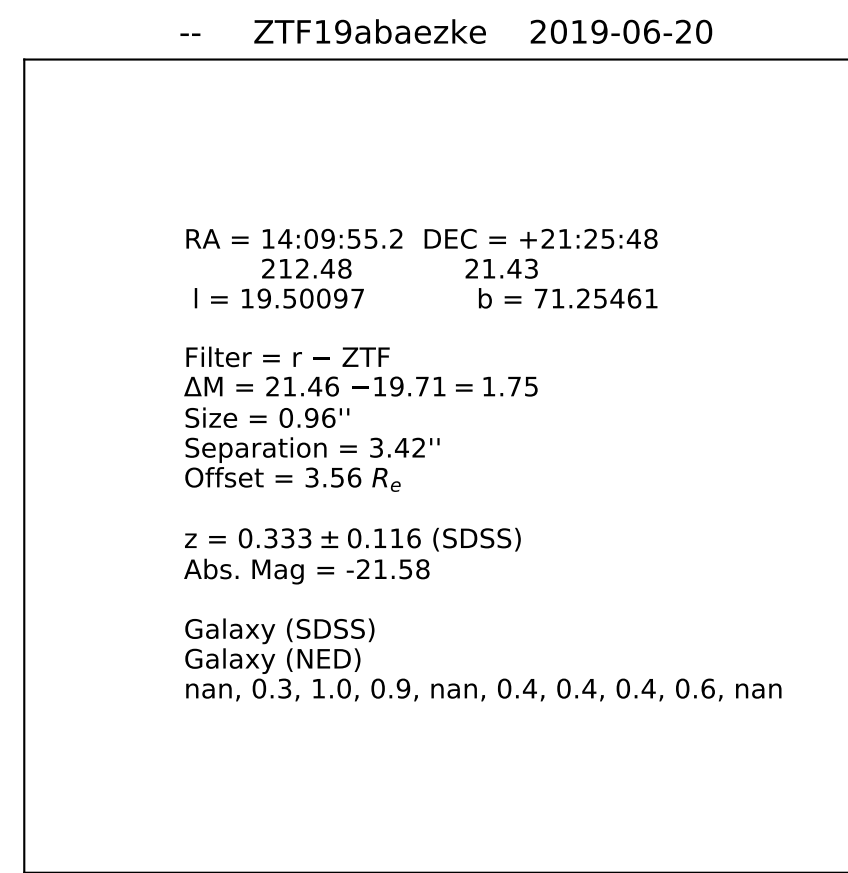 -- ZTF19abaezke 2019-06-20
RA = 14:09:55.2 DEC = +21:25:48
212.48 21.43
l = 19.50097 b = 71.25461
Filter = r − ZTF
ΔM = 21.46 −19.71 = 1.75
Size = 0.96''
Separation = 3.42''
Offset = 3.56 Rₑ
z = 0.333 ± 0.116 (SDSS)
Abs. Mag = -21.58
Galaxy (SDSS)
Galaxy (NED)
nan, 0.3, 1.0, 0.9, nan, 0.4, 0.4, 0.4, 0.6, nan